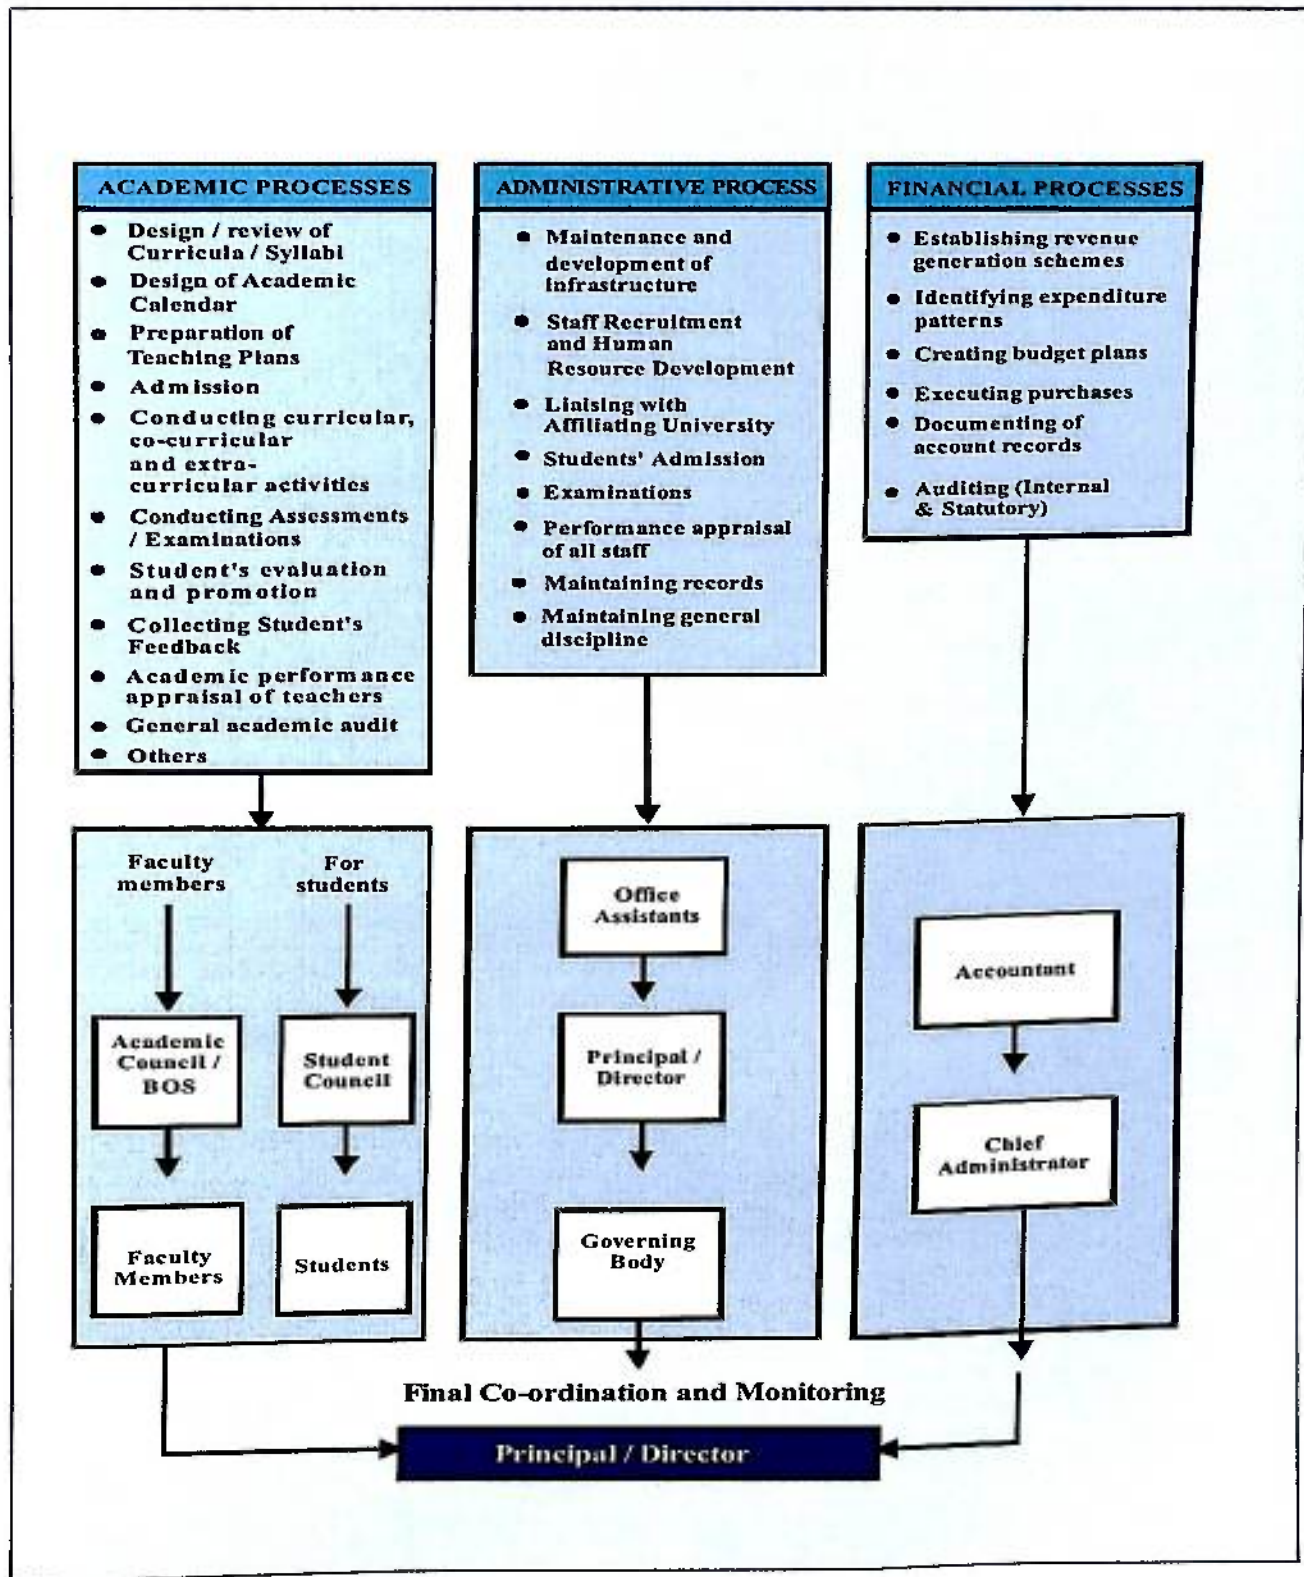 ACADEMIC PROCESSES
Design / review of
Curricula / Syllabi
Design of Academic
Calendar
Preparation of
Teaching Plans
Admission
Conducting curricular,
co-curricular
and extra-
curricular activities
Conducting Assessments
/ Examinations
Student's evaluation
and promotion
Collecting Student's
Feedback
Academic performance
appraisal of teachers
General academic audit
Others
ADMINISTRATIVE PROCESS
Maintenance and
development of
infrastructure
Staff Recruitment
and Human
Resource Development
Liaising with
Affiliating University
Students' Admission
Examinations
Performance appraisal
of all staff
Maintaining records
Maintaining general
discipline
FINANCIAL PROCESSES
Establishing revenue
generation schemes
Identifying expenditure
patterns
Creating budget plans
Executing purchases
Documenting of
account records
Auditing (Internal
& Statutory)
Faculty
members
For
students
Academic
Council /
BOS
Student
Council
Faculty
Members
Students
Office
Assistants
Principal /
Director
Governing
Body
Accountant
Chief
Administrator
Final Co-ordination and Monitoring
Principal / Director